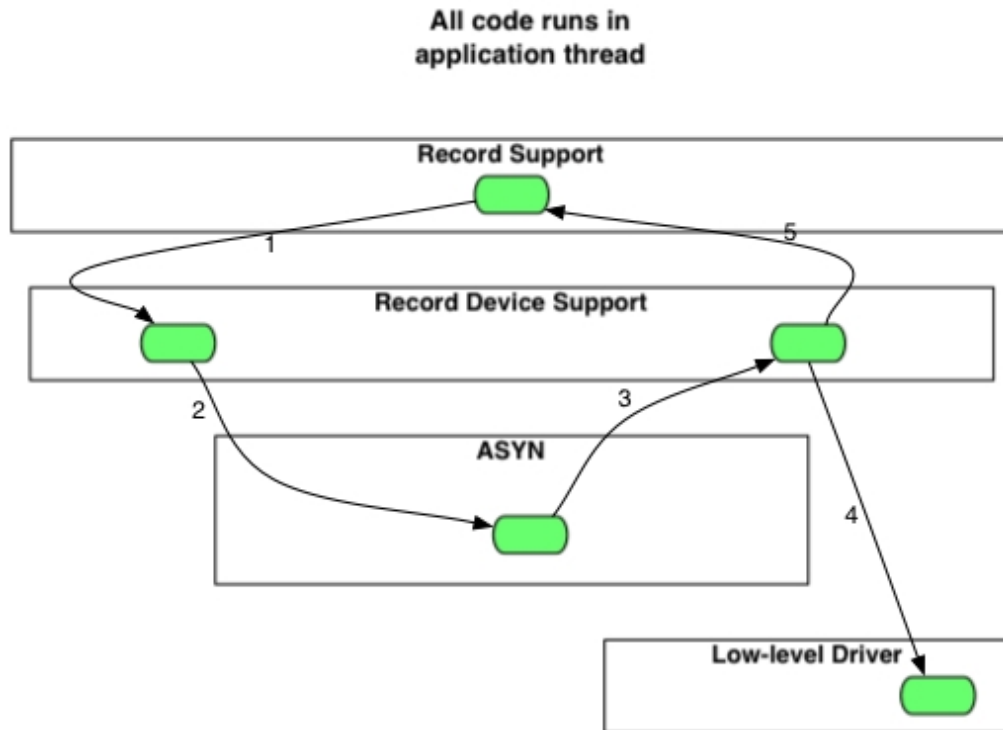 All code runs in
application thread
Record Support
1
5
Record Device Support
2
3
ASYN
4
Low-level Driver